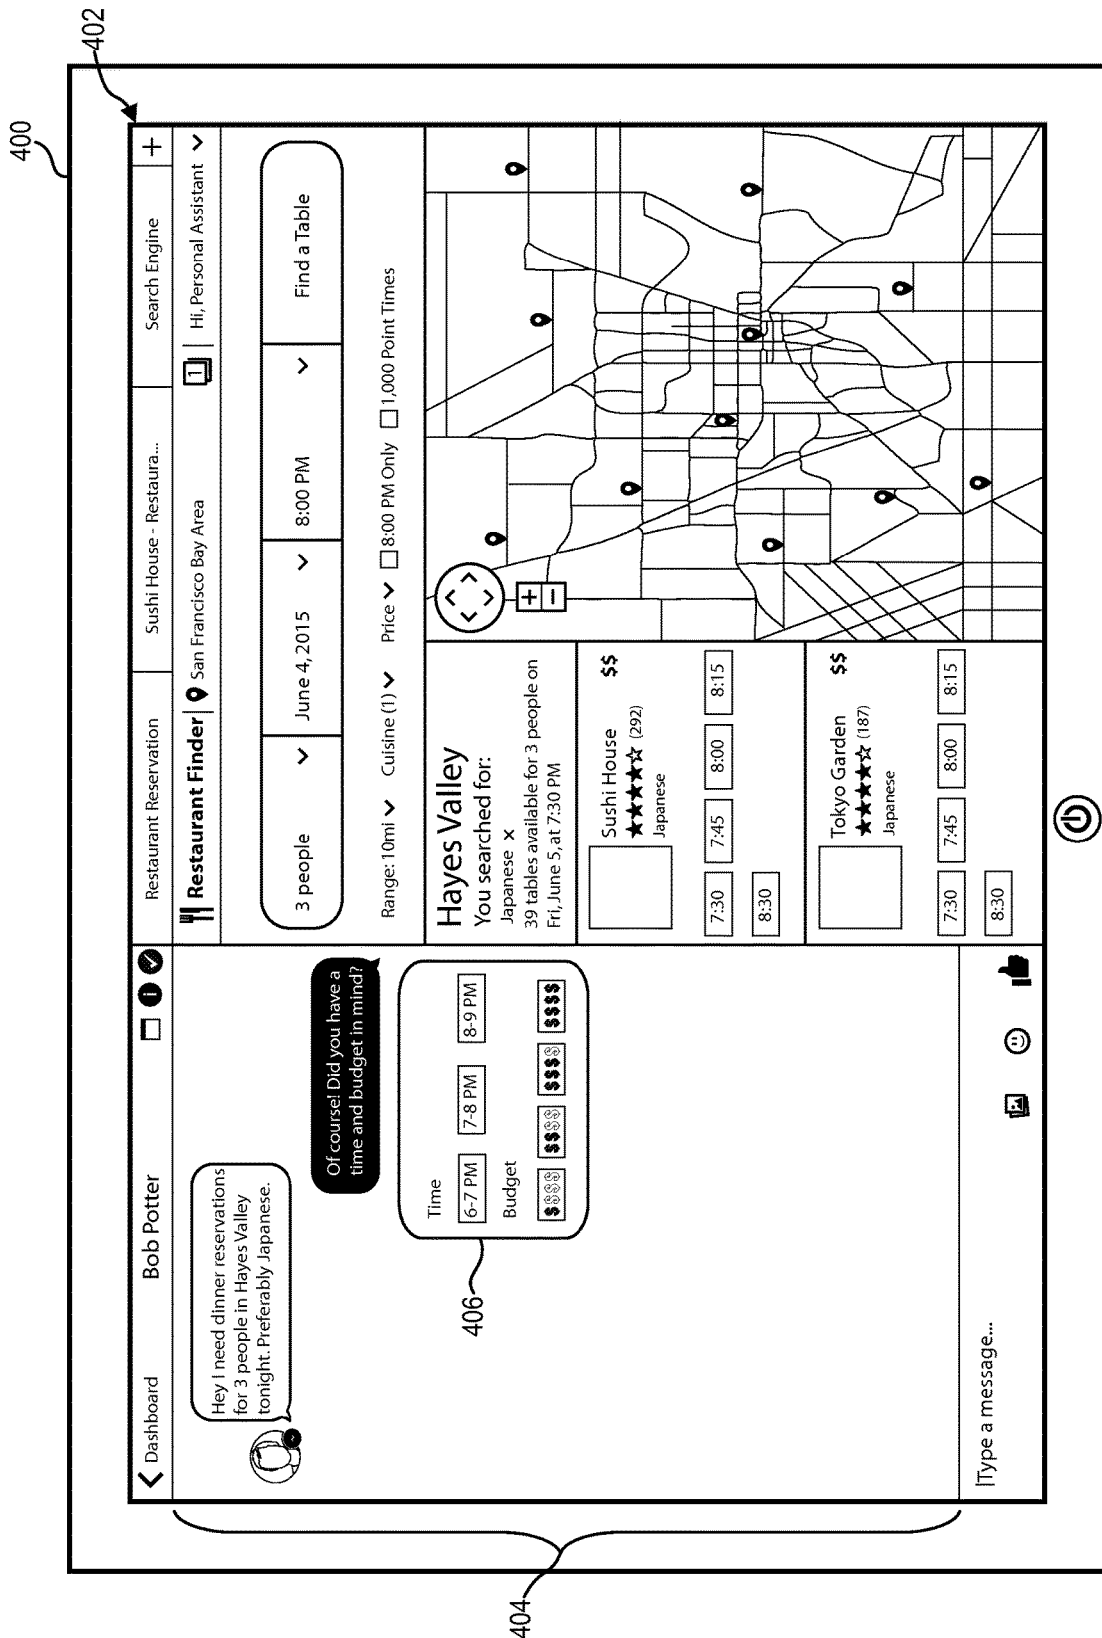 400
402
Dashboard
Bob Potter
Hey I need dinner reservations
for 3 people in Hayes Valley
tonight. Preferably Japanese.
Of course! Did you have a
time and budget in mind?
Time
6-7 PM 7-8 PM 8-9 PM
Budget
$$$$ $$$$ $$$$ $$$$
406
|Type a message...
404
Restaurant Reservation
Sushi House - Restaura...
Search Engine
+
Restaurant Finder | San Francisco Bay Area
1 | Hi, Personal Assistant
3 people
June 4, 2015
8:00 PM
Find a Table
Range: 10mi Cuisine (1) Price 8:00 PM Only 1,000 Point Times
Hayes Valley
You searched for:
Japanese ×
39 tables available for 3 people on
Fri, June 5, at 7:30 PM
Sushi House $$
★★★★☆ (292)
Japanese
7:30 7:45 8:00 8:15
8:30
Tokyo Garden $$
★★★★☆ (187)
Japanese
7:30 7:45 8:00 8:15
8:30
+
−